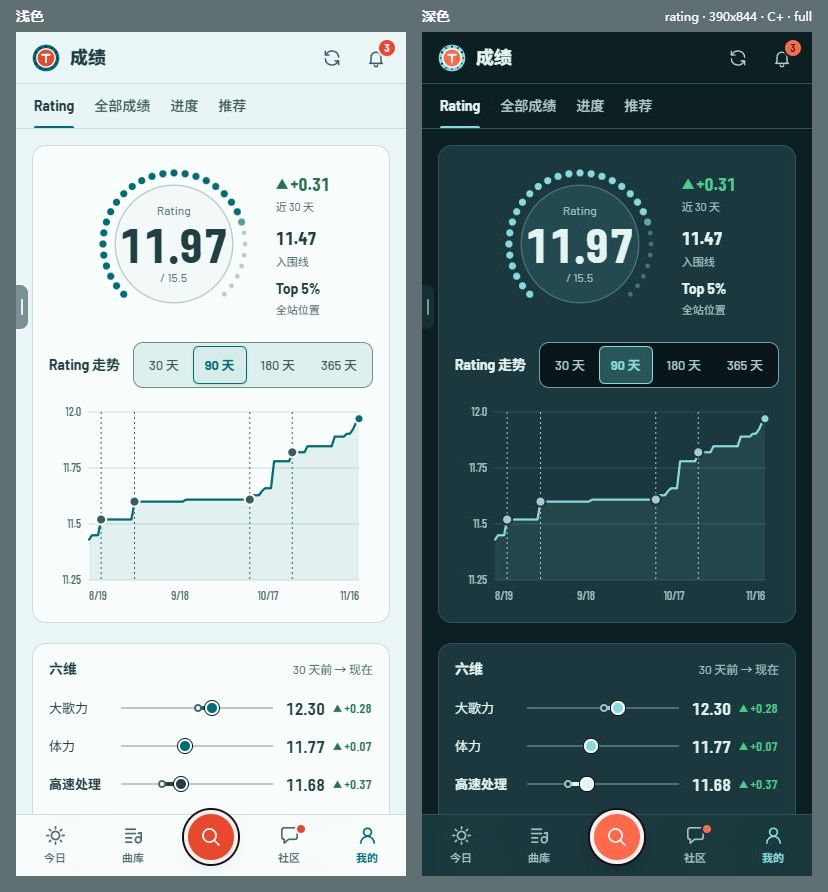 浅色
成绩
3
Rating 全部成绩 进度 推荐
Rating
11.97
/ 15.5
▲+0.31
近 30 天
11.47
入围线
Top 5%
全站位置
Rating 走势 30 天 90 天 180 天 365 天
12.0
11.75
11.5
11.25
8/19 9/18 10/17 11/16
六维 30 天前 → 现在
大歌力 12.30 ▲+0.28
体力 11.77 ▲+0.07
高速处理 11.68 ▲+0.37
今日 曲库 社区 我的
深色 rating · 390x844 · C+ · full
成绩
3
Rating 全部成绩 进度 推荐
Rating
11.97
/ 15.5
▲+0.31
近 30 天
11.47
入围线
Top 5%
全站位置
Rating 走势 30 天 90 天 180 天 365 天
12.0
11.75
11.5
11.25
8/19 9/18 10/17 11/16
六维 30 天前 → 现在
大歌力 12.30 ▲+0.28
体力 11.77 ▲+0.07
高速处理 11.68 ▲+0.37
今日 曲库 社区 我的